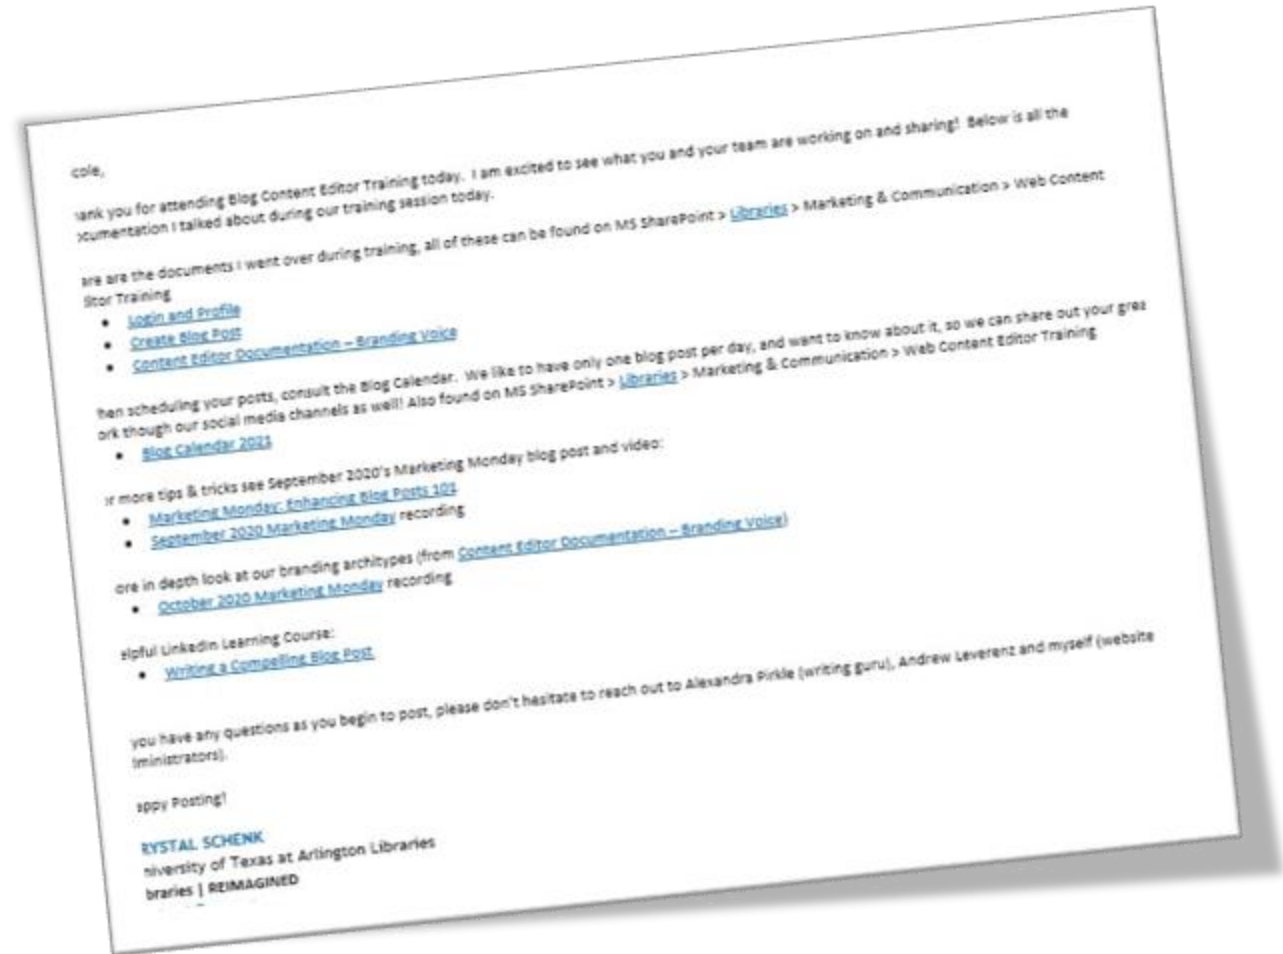 cole,
ank you for attending Blog Content Editor Training today.  I am excited to see what you and your team are working on and sharing!  Below is all the
cumentation I talked about during our training session today.
are are the documents I went over during training, all of these can be found on MS SharePoint > Libraries > Marketing & Communication > Web Content
itor Training
• Login and Profile
• Create Blog Post
• Content Editor Documentation – Branding Voice
hen scheduling your posts, consult the Blog Calendar.  We like to have only one blog post per day, and want to know about it, so we can share out your grea
ork though our social media channels as well! Also found on MS SharePoint > Libraries > Marketing & Communication > Web Content Editor Training
• Blog Calendar 2021
or more tips & tricks see September 2020's Marketing Monday blog post and video:
• Marketing Monday: Enhancing Blog Posts 101
• September 2020 Marketing Monday recording
ore in depth look at our branding architypes (from Content Editor Documentation – Branding Voice)
• October 2020 Marketing Monday recording
elpful LinkedIn Learning Course:
• Writing a Compelling Blog Post
you have any questions as you begin to post, please don't hesitate to reach out to Alexandra Pirkle (writing guru), Andrew Leverenz and myself (website
lministrators).
appy Posting!
RYSTAL SCHENK
niversity of Texas at Arlington Libraries
braries | REIMAGINED